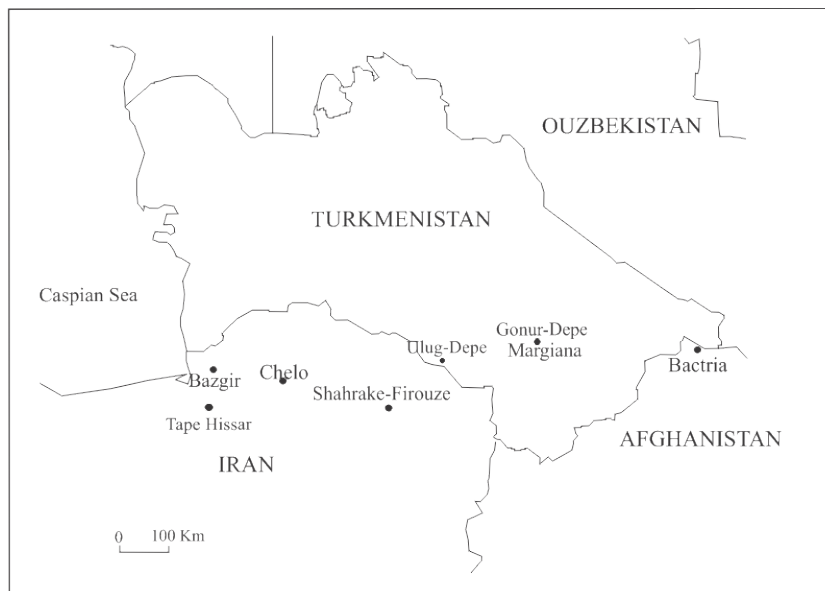 OUZBEKISTAN
TURKMENISTAN
Caspian Sea
Gonur-Depe
Margiana
Ulug-Depe
Bactria
Bazgir
Chelo
Shahrake-Firouze
Tape Hissar
AFGHANISTAN
IRAN
0 100 Km